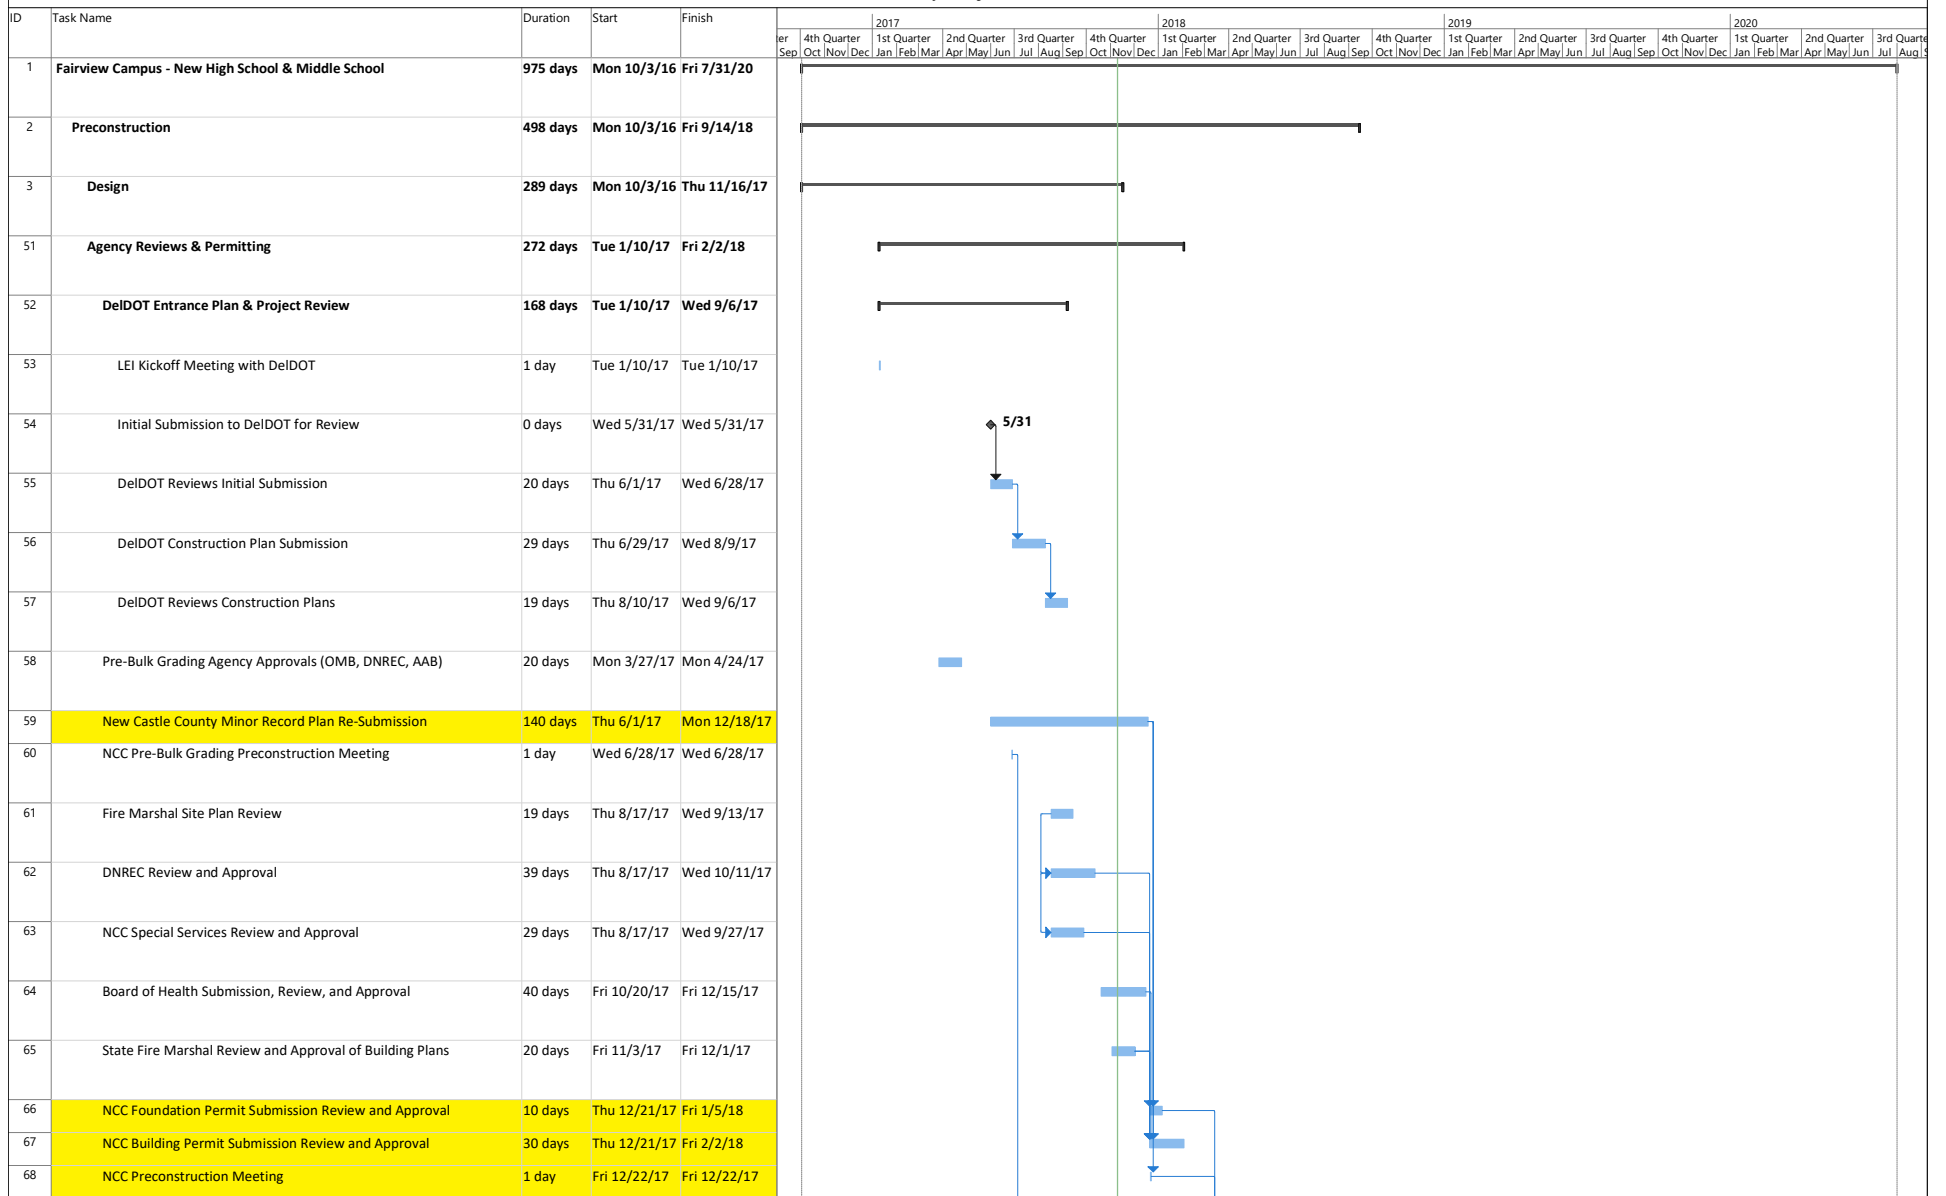 ID Task Name Duration Start Finish
2017 2018 2019 2020
4th Quarter 1st Quarter 2nd Quarter 3rd Quarter 4th Quarter 1st Quarter 2nd Quarter 3rd Quarter 4th Quarter 1st Quarter 2nd Quarter 3rd Quarter 4th Quarter 1st Quarter 2nd Quarter 3rd Quarte
Sep Oct Nov Dec Jan Feb Mar Apr May Jun Jul Aug Sep Oct Nov Dec Jan Feb Mar Apr May Jun Jul Aug Sep Oct Nov Dec Jan Feb Mar Apr May Jun Jul Aug Sep Oct Nov Dec Jan Feb Mar Apr May Jun Jul Aug
1 Fairview Campus - New High School & Middle School 975 days Mon 10/3/16 Fri 7/31/20
2 Preconstruction 498 days Mon 10/3/16 Fri 9/14/18
3 Design 289 days Mon 10/3/16 Thu 11/16/17
51 Agency Reviews & Permitting 272 days Tue 1/10/17 Fri 2/2/18
52 DelDOT Entrance Plan & Project Review 168 days Tue 1/10/17 Wed 9/6/17
53 LEI Kickoff Meeting with DelDOT 1 day Tue 1/10/17 Tue 1/10/17
54 Initial Submission to DelDOT for Review 0 days Wed 5/31/17 Wed 5/31/17 5/31
55 DelDOT Reviews Initial Submission 20 days Thu 6/1/17 Wed 6/28/17
56 DelDOT Construction Plan Submission 29 days Thu 6/29/17 Wed 8/9/17
57 DelDOT Reviews Construction Plans 19 days Thu 8/10/17 Wed 9/6/17
58 Pre-Bulk Grading Agency Approvals (OMB, DNREC, AAB) 20 days Mon 3/27/17 Mon 4/24/17
59 New Castle County Minor Record Plan Re-Submission 140 days Thu 6/1/17 Mon 12/18/17
60 NCC Pre-Bulk Grading Preconstruction Meeting 1 day Wed 6/28/17 Wed 6/28/17
61 Fire Marshal Site Plan Review 19 days Thu 8/17/17 Wed 9/13/17
62 DNREC Review and Approval 39 days Thu 8/17/17 Wed 10/11/17
63 NCC Special Services Review and Approval 29 days Thu 8/17/17 Wed 9/27/17
64 Board of Health Submission, Review, and Approval 40 days Fri 10/20/17 Fri 12/15/17
65 State Fire Marshal Review and Approval of Building Plans 20 days Fri 11/3/17 Fri 12/1/17
66 NCC Foundation Permit Submission Review and Approval 10 days Thu 12/21/17 Fri 1/5/18
67 NCC Building Permit Submission Review and Approval 30 days Thu 12/21/17 Fri 2/2/18
68 NCC Preconstruction Meeting 1 day Fri 12/22/17 Fri 12/22/17